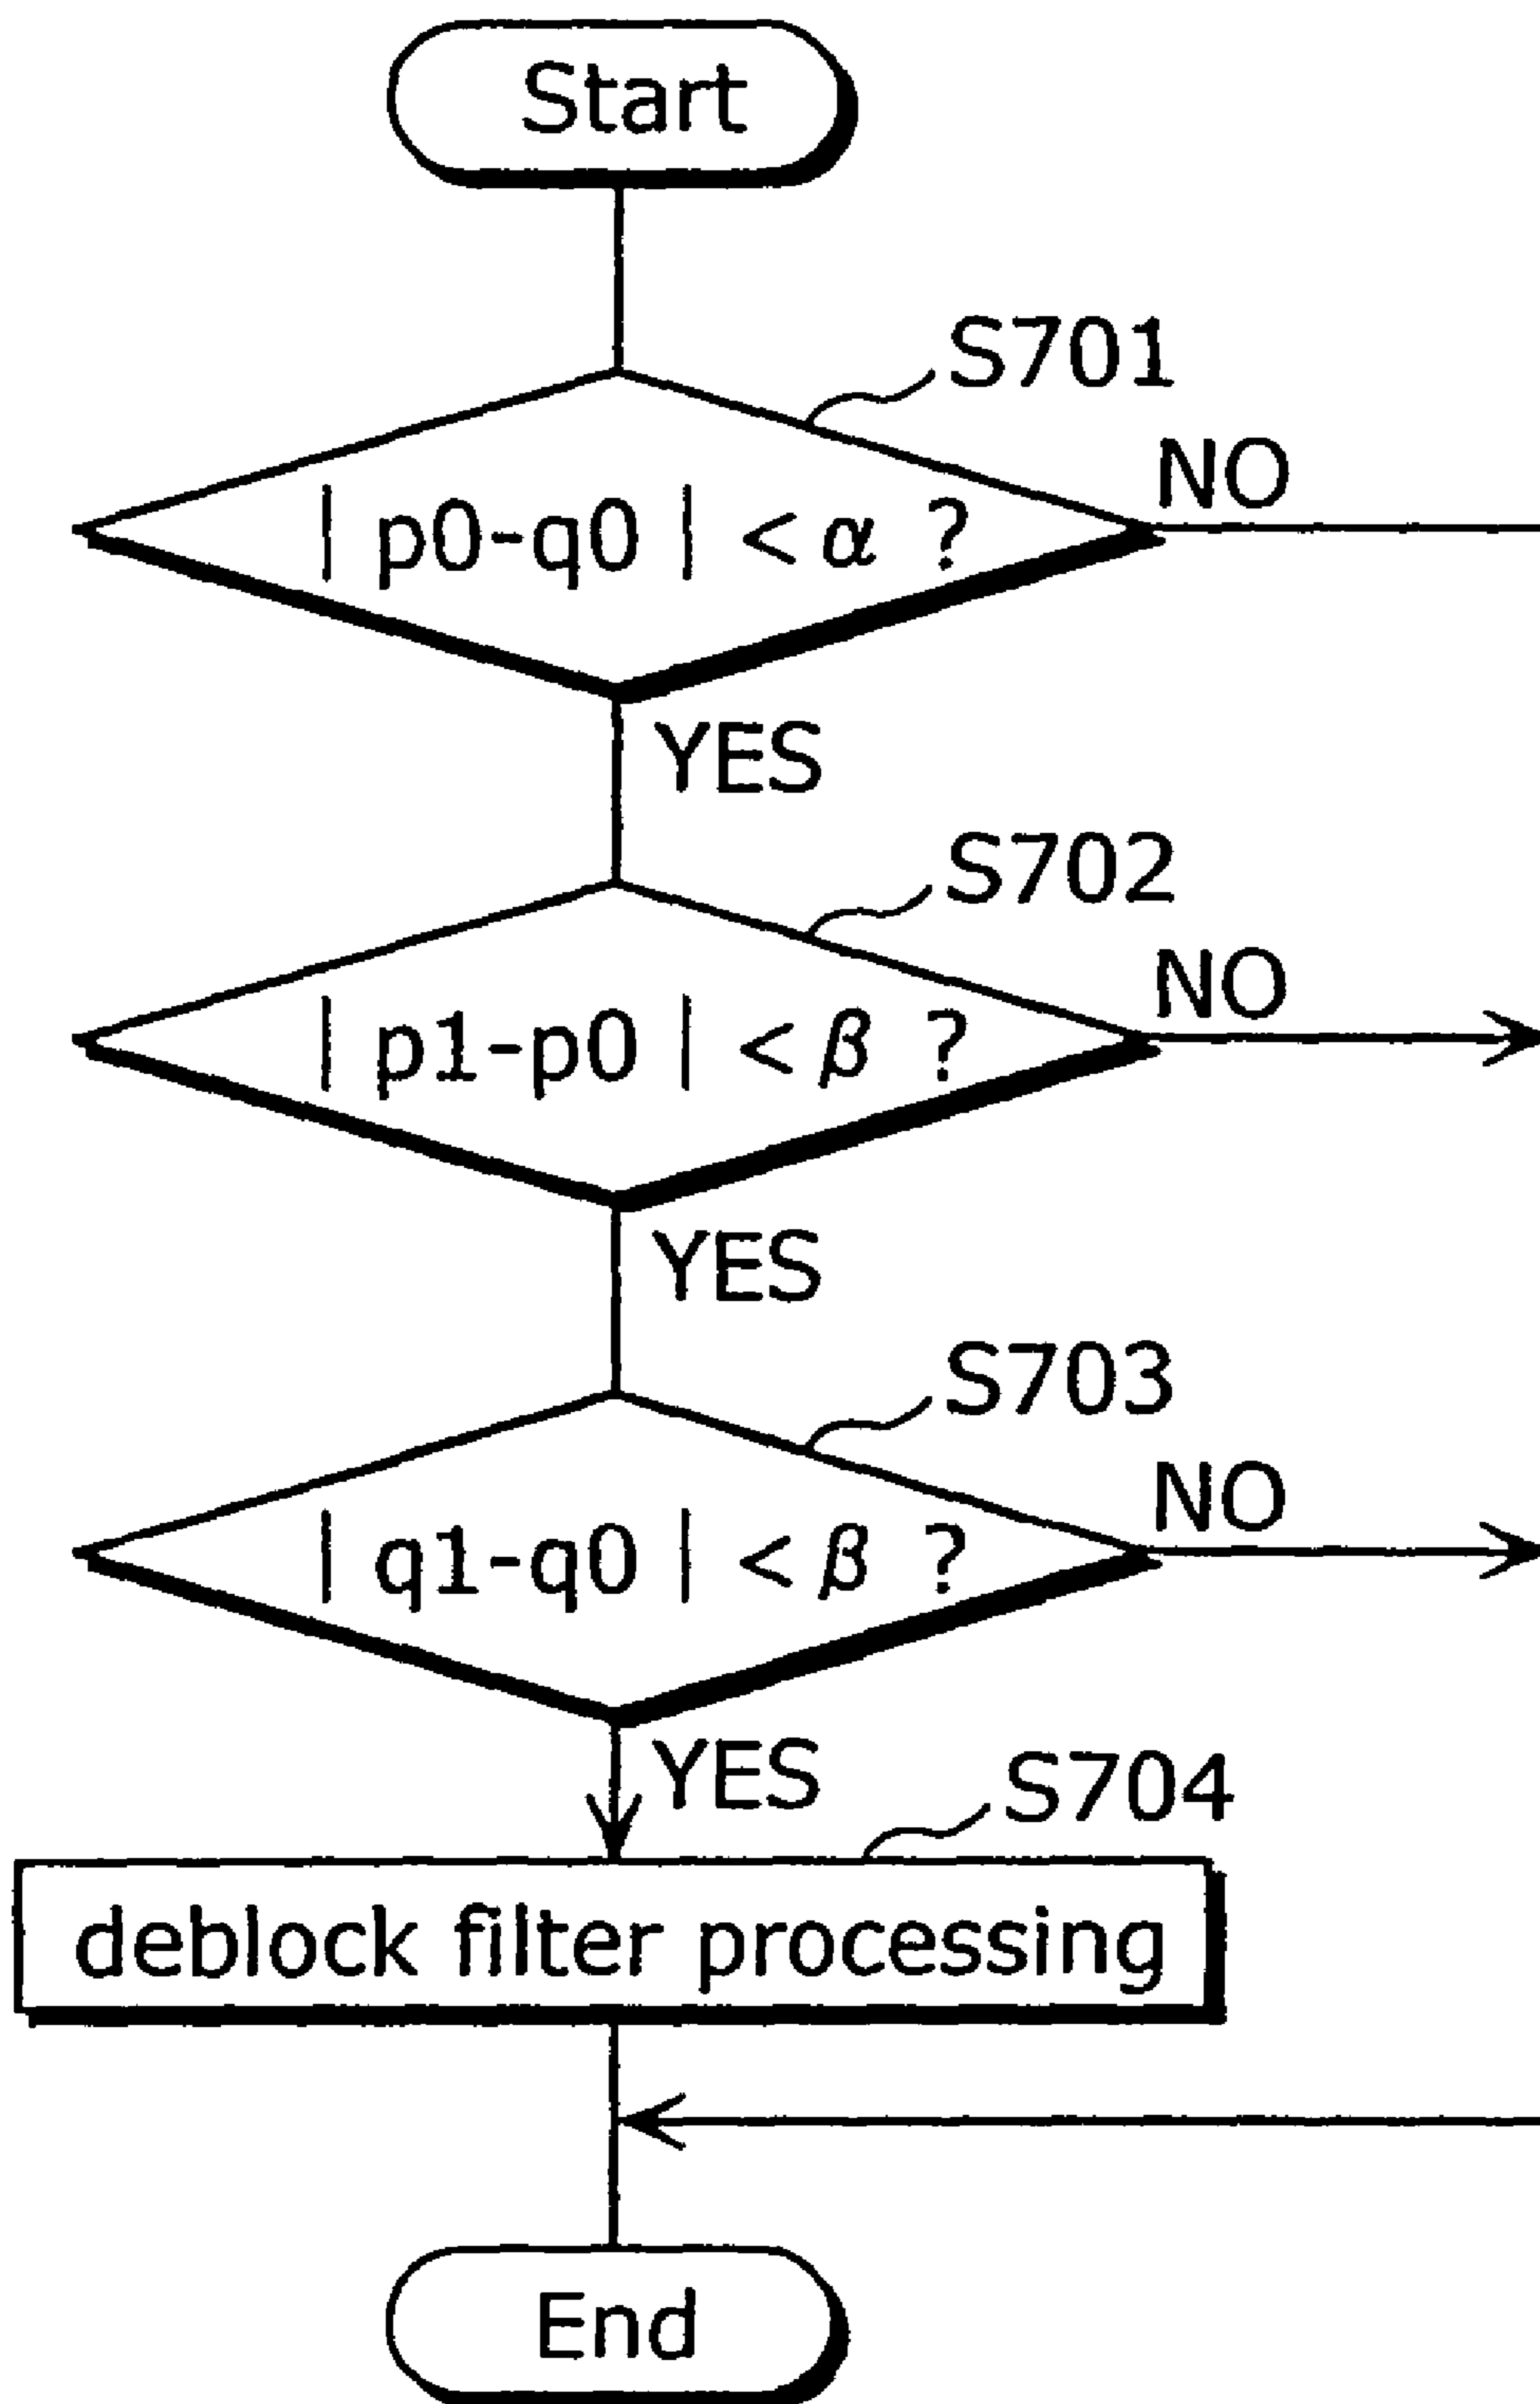 Start
S701
| p0-q0 | < α ?
NO
YES
S702
| p1-p0 | < β ?
NO
YES
S703
| q1-q0 | < β ?
NO
YES
S704
deblock filter processing
End